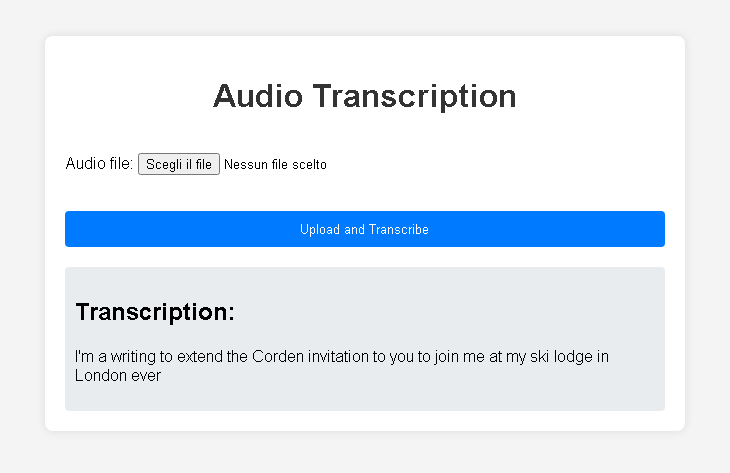 Audio Transcription
Audio file: Scegli il file Nessun file scelto
Upload and Transcribe
Transcription:
I'm a writing to extend the Corden invitation to you to join me at my ski lodge in
London ever